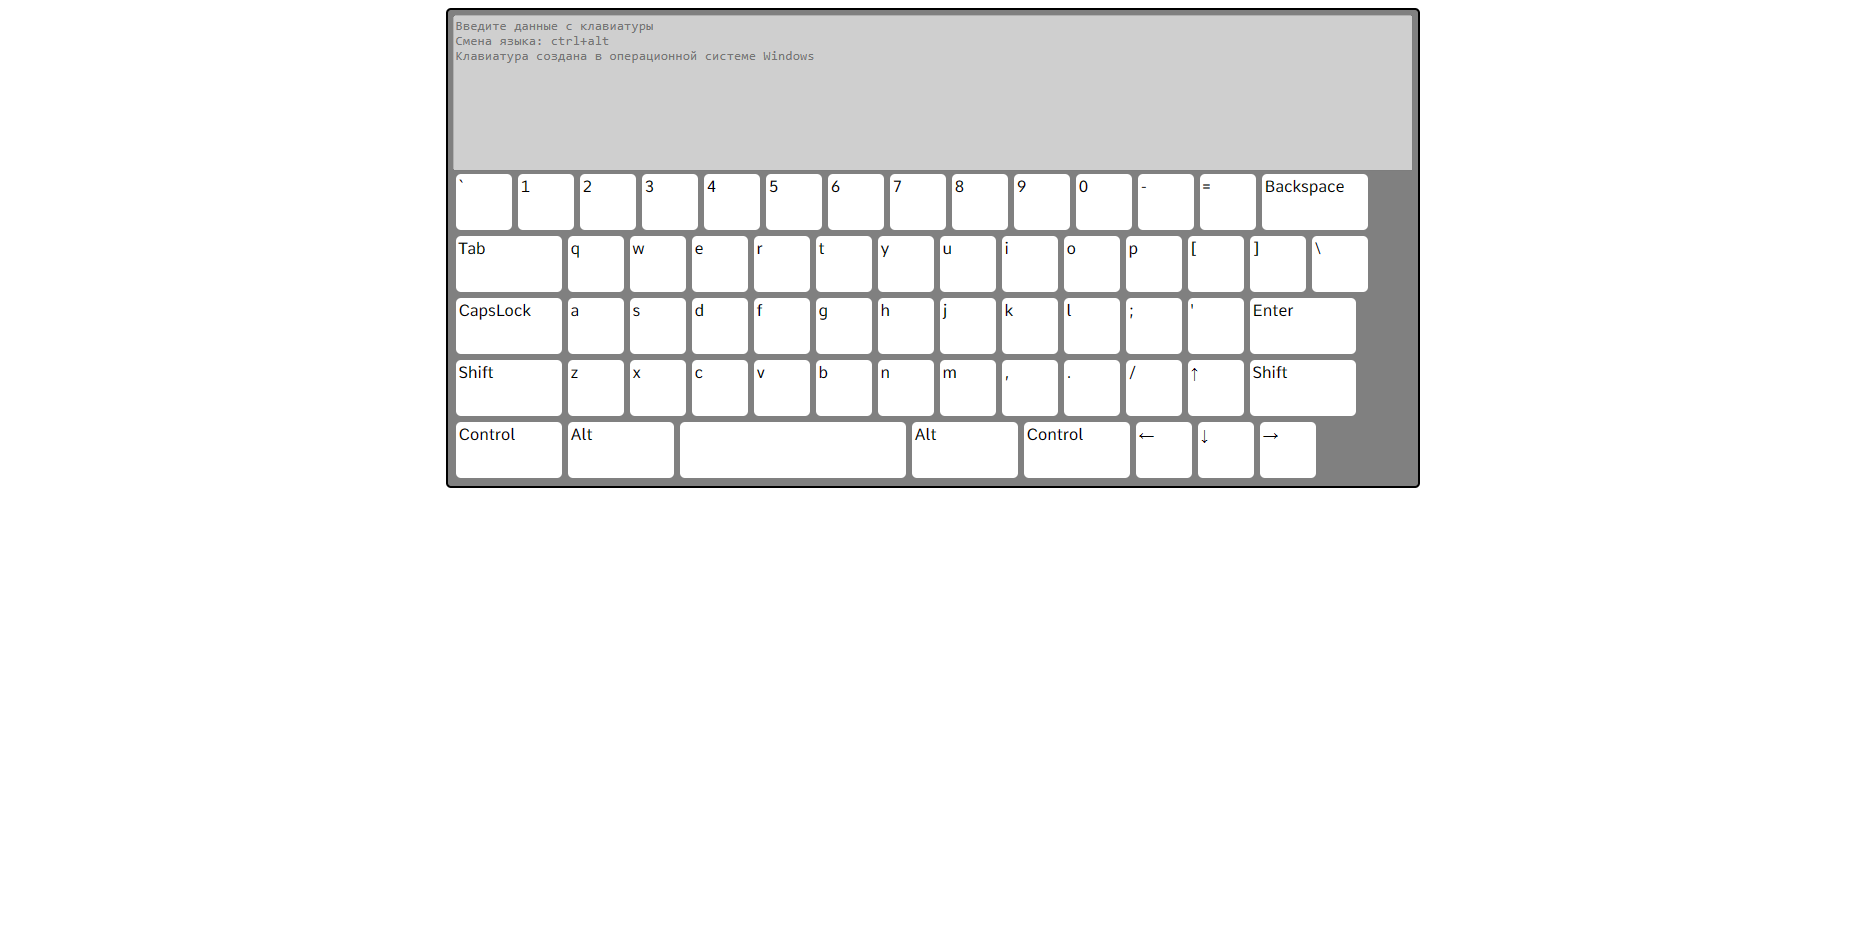 Введите данные с клавиатуры
Смена языка: ctrl+alt
Клавиатура создана в операционной системе Windows
` 1 2 3 4 5 6 7 8 9 0 - = Backspace
Tab q w e r t y u i o p [ ] \
CapsLock a s d f g h j k l ; ' Enter
Shift z x c v b n m , . / ↑ Shift
Control Alt Alt Control ← ↓ →